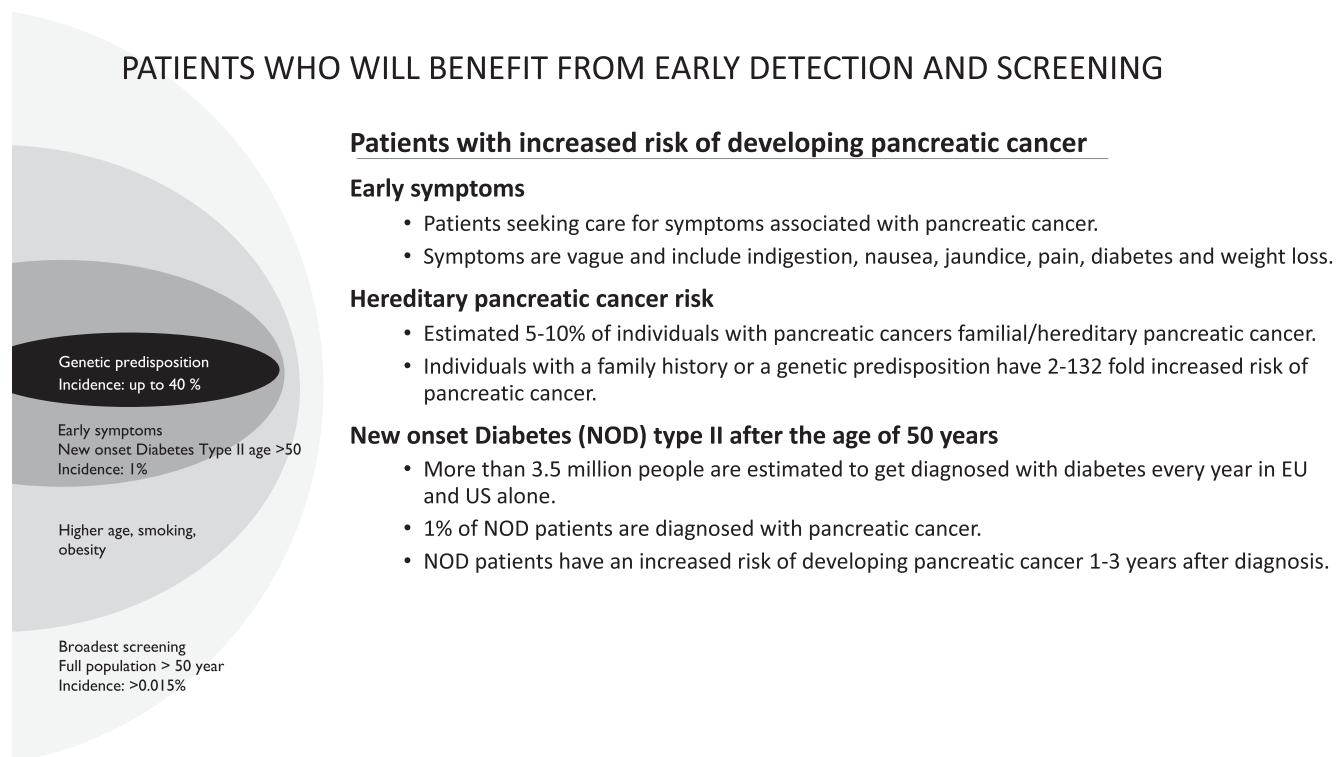 PATIENTS WHO WILL BENEFIT FROM EARLY DETECTION AND SCREENING
Patients with increased risk of developing pancreatic cancer
Early symptoms
• Patients seeking care for symptoms associated with pancreatic cancer.
• Symptoms are vague and include indigestion, nausea, jaundice, pain, diabetes and weight loss.
Hereditary pancreatic cancer risk
• Estimated 5-10% of individuals with pancreatic cancers familial/hereditary pancreatic cancer.
• Individuals with a family history or a genetic predisposition have 2-132 fold increased risk of
pancreatic cancer.
New onset Diabetes (NOD) type II after the age of 50 years
• More than 3.5 million people are estimated to get diagnosed with diabetes every year in EU
and US alone.
• 1% of NOD patients are diagnosed with pancreatic cancer.
• NOD patients have an increased risk of developing pancreatic cancer 1-3 years after diagnosis.
Genetic predisposition
Incidence: up to 40 %
Early symptoms
New onset Diabetes Type II age >50
Incidence: 1%
Higher age, smoking,
obesity
Broadest screening
Full population > 50 year
Incidence: >0.015%